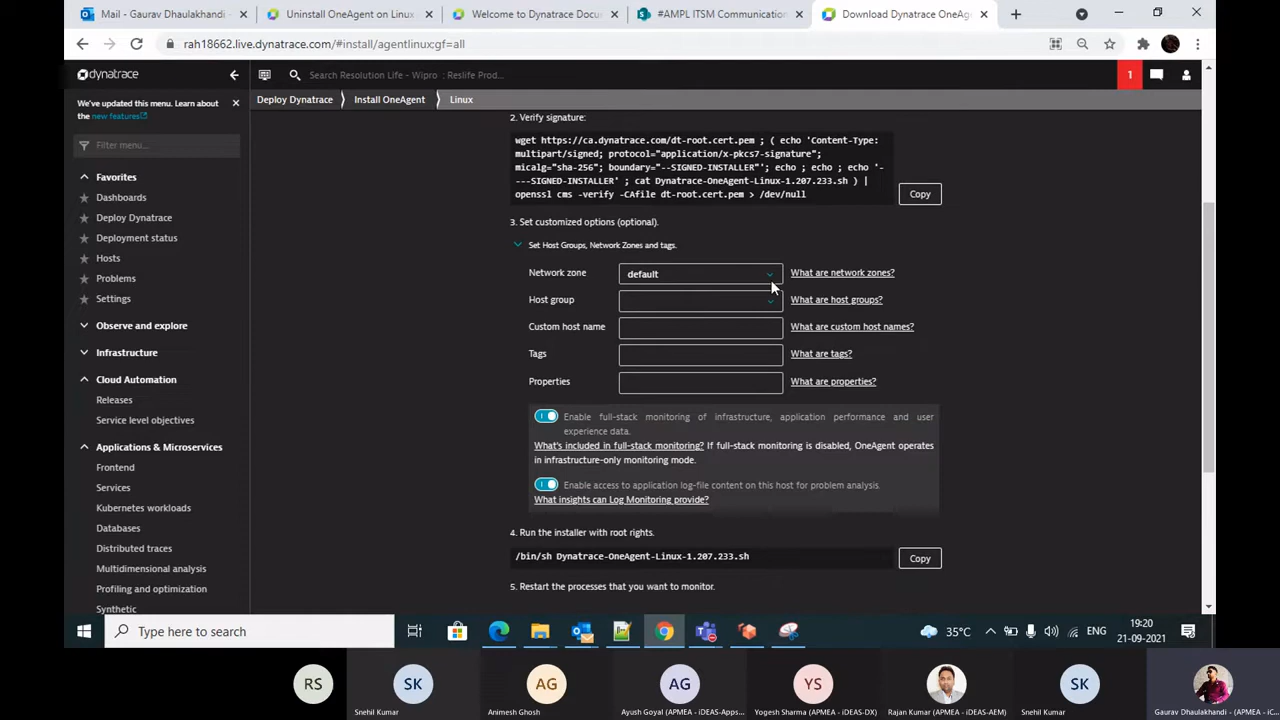 Mail - Gaurav Dhaulakhandi -
Uninstall OneAgent on Linux
Welcome to Dynatrace Docu
#AMPL ITSM Communication
Download Dynatrace OneAg
rah18662.live.dynatrace.com/#install/agentlinux;gf=all
dynatrace
Search Resolution Life - Wipro : Reslife Prod...
1
We've updated this menu. Learn about
the new features
Filter menu...
Favorites
Dashboards
Deploy Dynatrace
Deployment status
Hosts
Problems
Settings
Observe and explore
Infrastructure
Cloud Automation
Releases
Service level objectives
Applications & Microservices
Frontend
Services
Kubernetes workloads
Databases
Distributed traces
Multidimensional analysis
Profiling and optimization
Synthetic
Deploy Dynatrace
Install OneAgent
Linux
2. Verify signature:
wget https://ca.dynatrace.com/dt-root.cert.pem ; ( echo 'Content-Type:
multipart/signed; protocol="application/x-pkcs7-signature";
micalg="sha-256"; boundary="--SIGNED-INSTALLER"'; echo ; echo ; echo '-
---SIGNED-INSTALLER' ; cat Dynatrace-OneAgent-Linux-1.207.233.sh ) |
openssl cms -verify -CAfile dt-root.cert.pem > /dev/null
Copy
3. Set customized options (optional).
Set Host Groups, Network Zones and tags.
Network zone
default
What are network zones?
Host group
What are host groups?
Custom host name
What are custom host names?
Tags
What are tags?
Properties
What are properties?
Enable full-stack monitoring of infrastructure, application performance and user
experience data.
What's included in full-stack monitoring? If full-stack monitoring is disabled, OneAgent operates
in infrastructure-only monitoring mode.
Enable access to application log-file content on this host for problem analysis.
What insights can Log Monitoring provide?
4. Run the installer with root rights.
/bin/sh Dynatrace-OneAgent-Linux-1.207.233.sh
Copy
5. Restart the processes that you want to monitor.
Type here to search
35°C
ENG
19:20
21-09-2021
RS
SK
Snehil Kumar
AG
Animesh Ghosh
AG
Ayush Goyal (APMEA - iDEAS-Apps...
YS
Yogesh Sharma (APMEA - iDEAS-DX)
Rajan Kumar (APMEA - iDEAS-AEM)
SK
Snehil Kumar
Gaurav Dhaulakhandi (APMEA - iC...